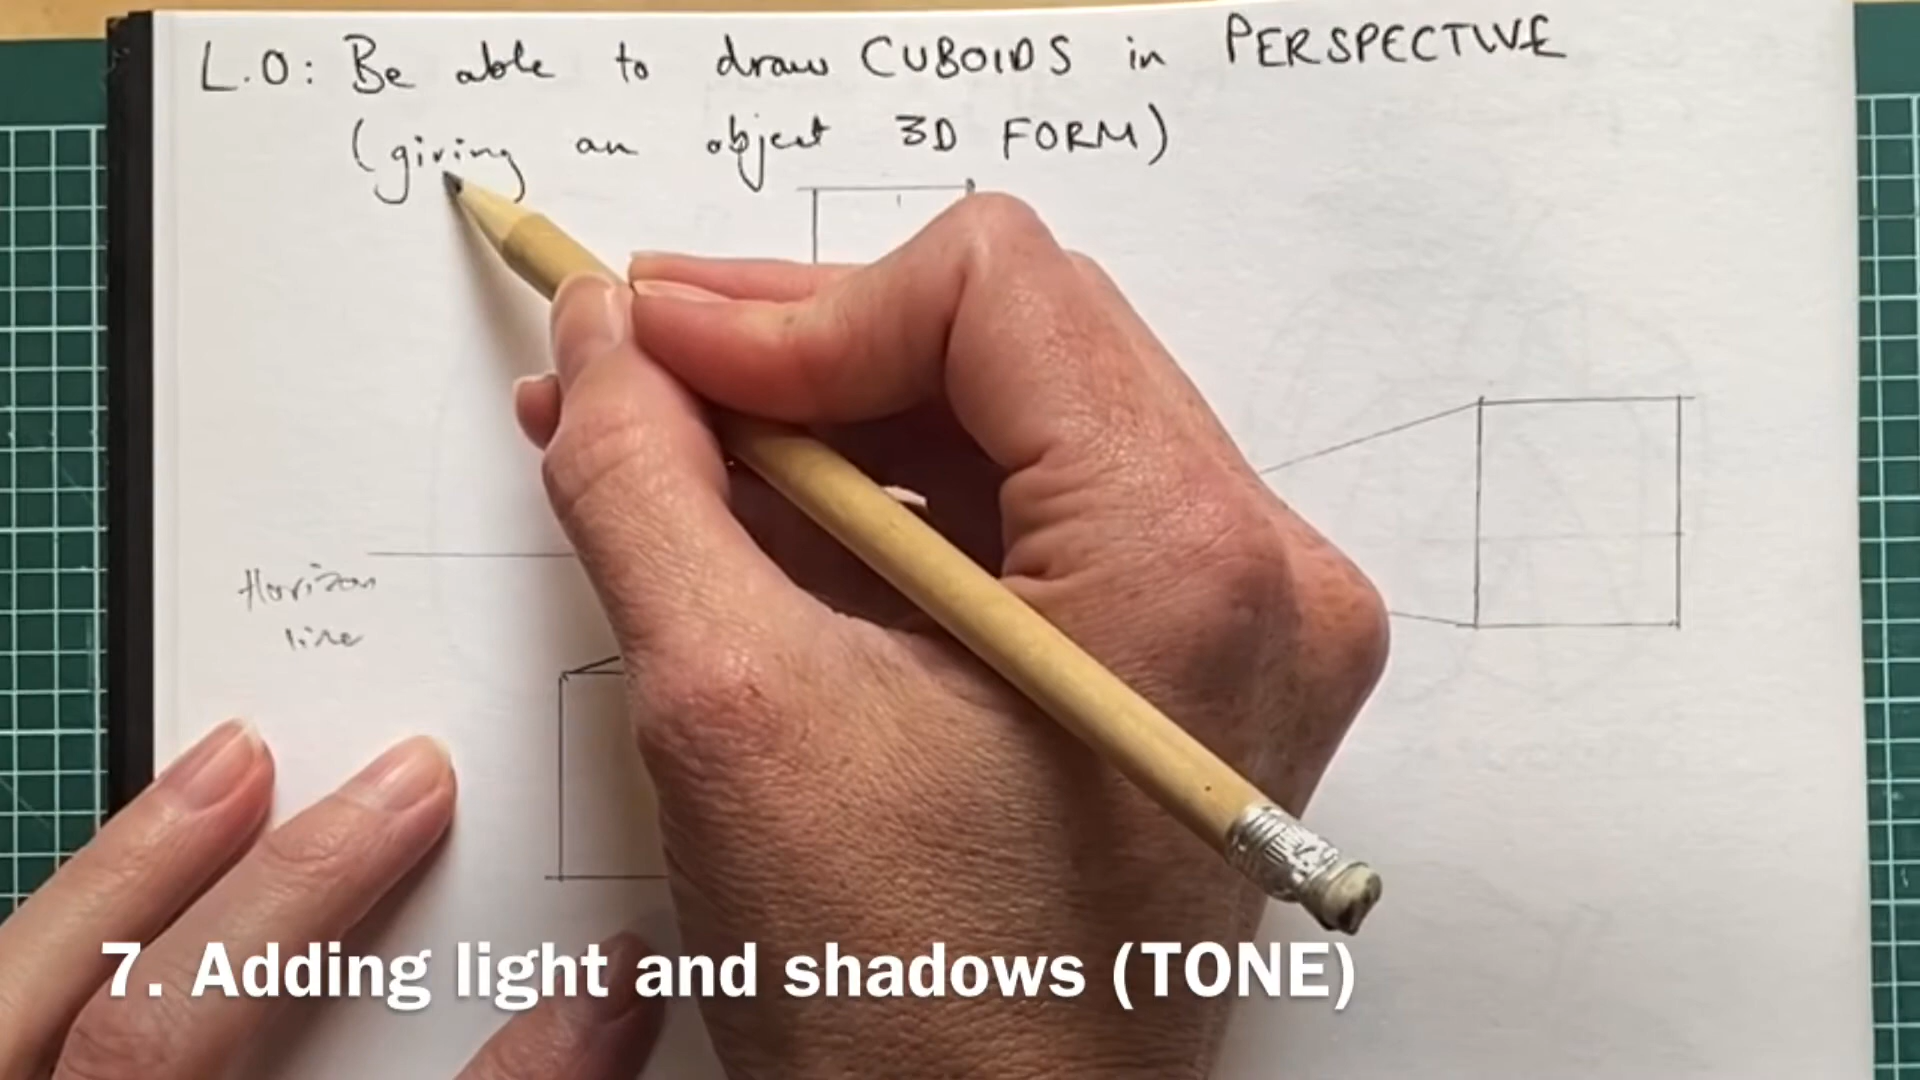 L.O: Be able to draw CUBOIDS in PERSPECTIVE
(giving an object 3D FORM)
Horizon
line
7. Adding light and shadows (TONE)